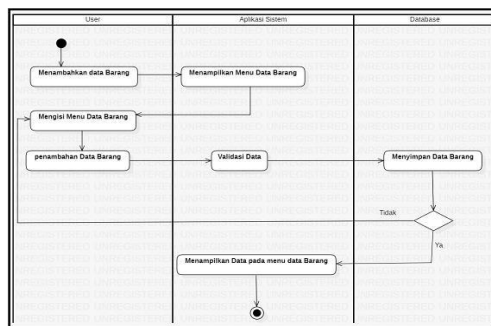 User
Aplikasi Sistem
Database
Menambahkan data Barang
Menampilkan Menu Data Barang
Mengisi Menu Data Barang
penambahan Data Barang
Validasi Data
Menyimpan Data Barang
Tidak
Ya
Menampilkan Data pada menu data Barang